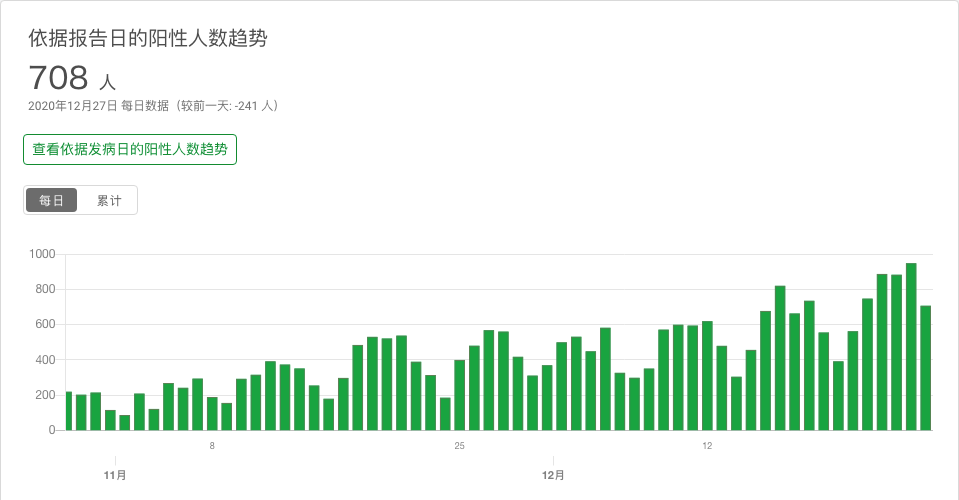 依据报告日的阳性人数趋势
708 人
2020年12月27日 每日数据（较前一天: -241 人）
查看依据发病日的阳性人数趋势
每日 累计
1000
800
600
400
200
0
8 25 12
11月 12月